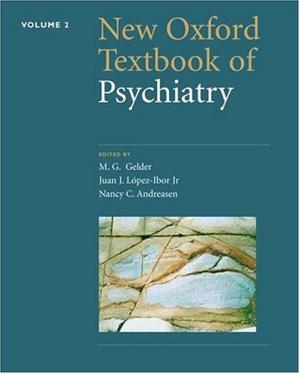 VOLUME 2
New Oxford
Textbook of
Psychiatry
EDITED BY
M. G. Gelder
Juan J. López-Ibor Jr
Nancy C. Andreasen